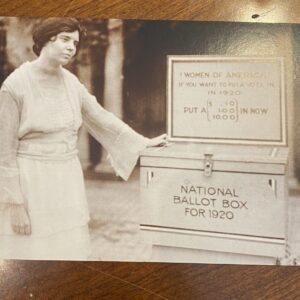 ! WOMEN OF AMERICA !
IF YOU WANT TO PUT A VOTE IN
IN 1920
PUT A
.10
1.00
10.00
IN NOW
NATIONAL
BALLOT BOX
FOR 1920